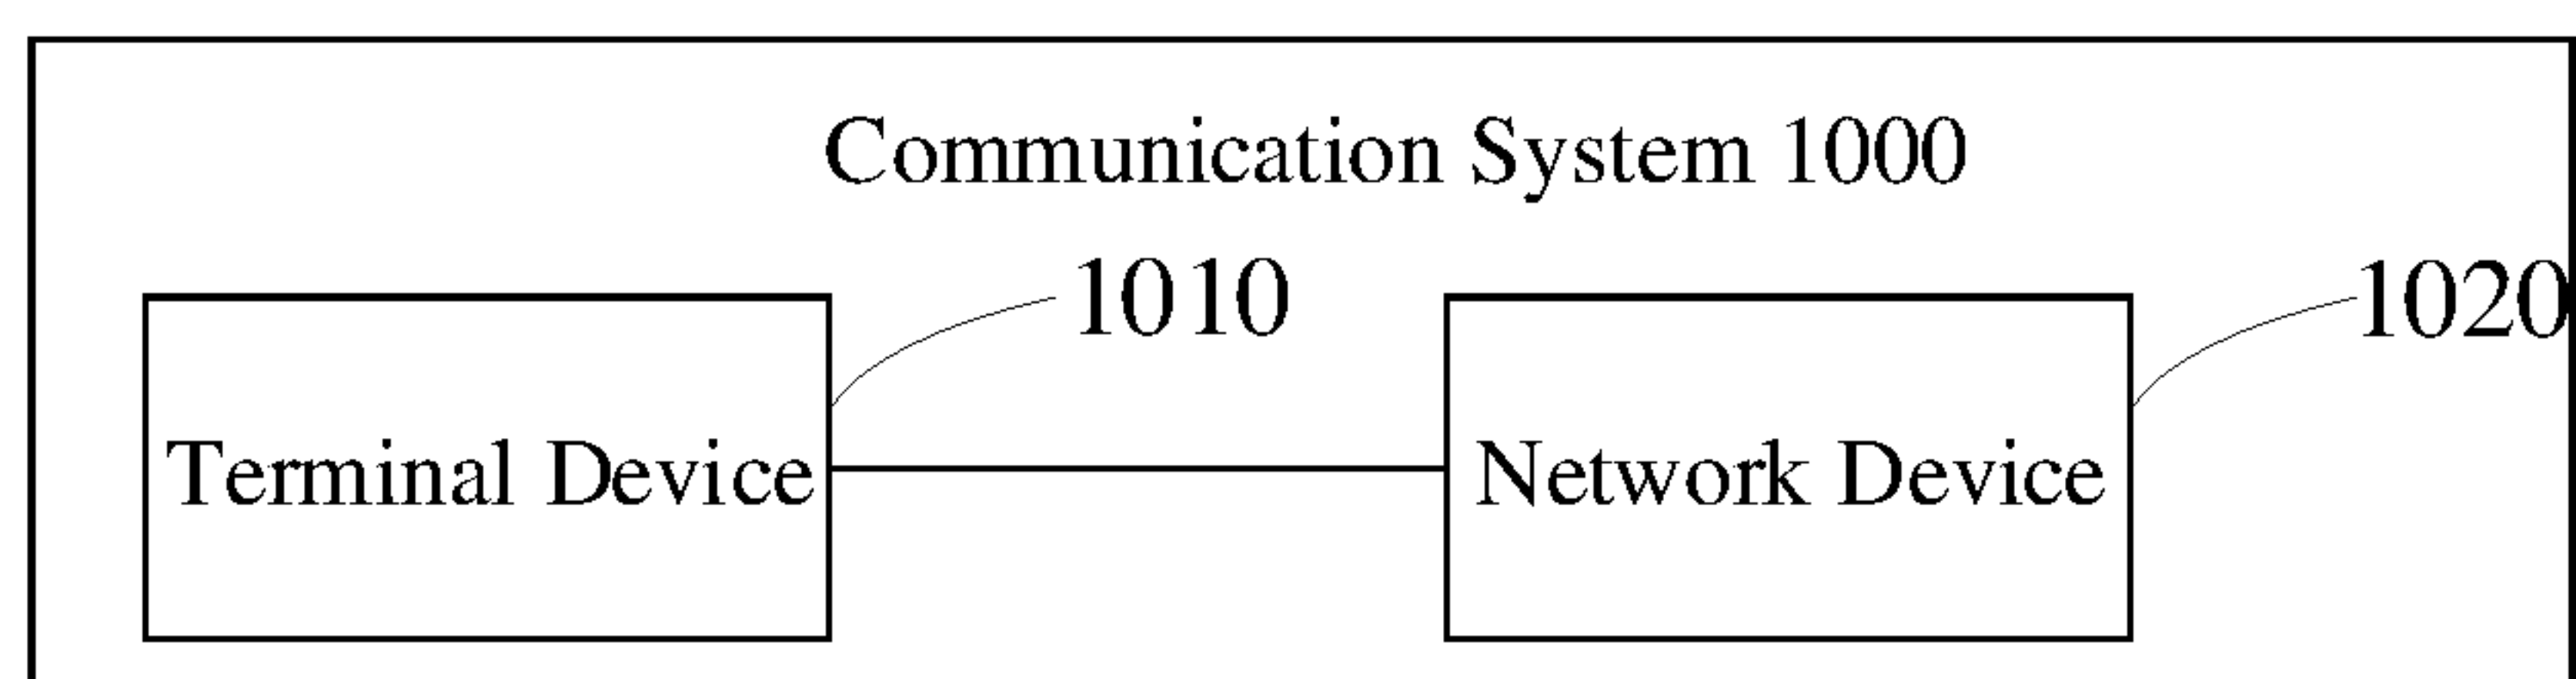 Communication System 1000
1010
1020
Terminal Device
Network Device